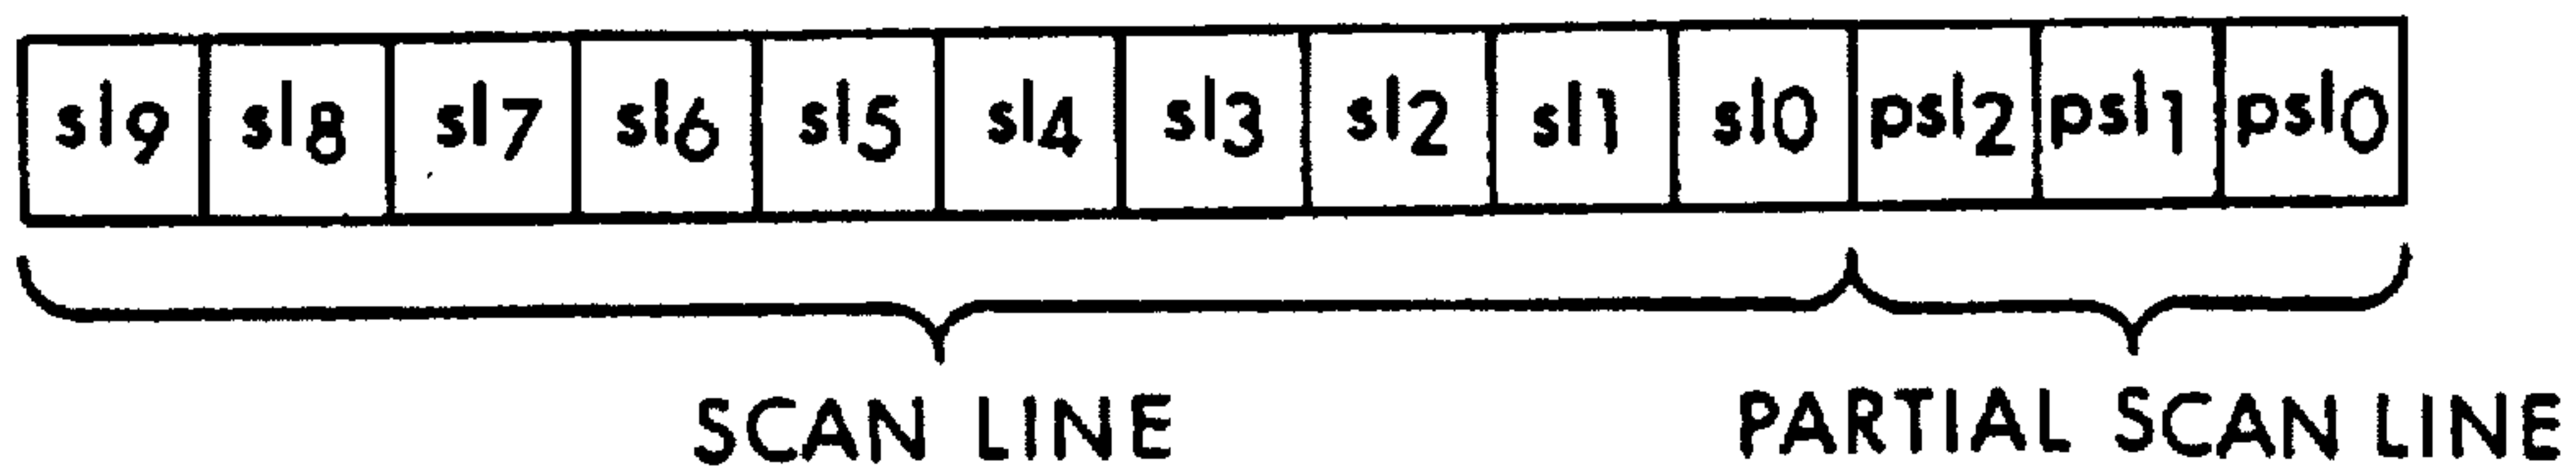 sl9 sl8 sl7 sl6 sl5 sl4 sl3 sl2 sl1 sl0 psl2 psl1 psl0
SCAN LINE PARTIAL SCAN LINE